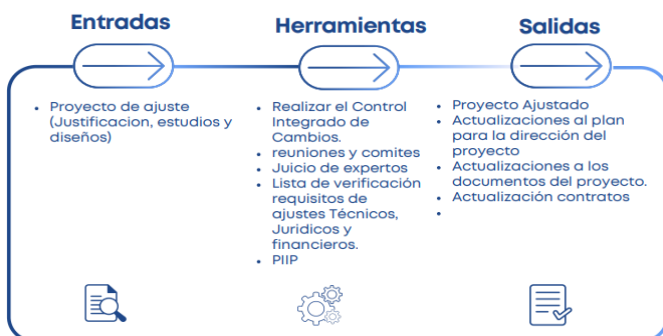 Entradas
• Proyecto de ajuste
(Justificacion, estudios y
diseños)
Herramientas
• Realizar el Control
Integrado de
Cambios.
• reuniones y comites
• Juicio de expertos
• Lista de verificación
requisitos de
ajustes Técnicos,
Juridicos y
financieros.
• PIIP
Salidas
• Proyecto Ajustado
• Actualizaciones al plan
para la dirección del
proyecto
• Actualizaciones a los
documentos del proyecto.
• Actualización contratos
•